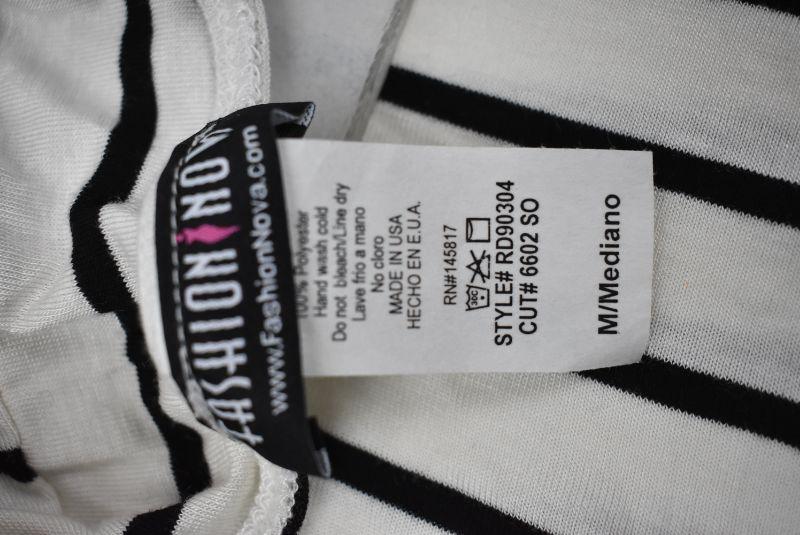 FASHION NOVA
www.FashionNova.com
100% Polyester
Hand wash cold
Do not bleach/Line dry
Lave frio a mano
No cloro
MADE IN USA
HECHO EN E.U.A.
RN#145817
30C
STYLE# RD90304
CUT# 6602 SO
M/Mediano